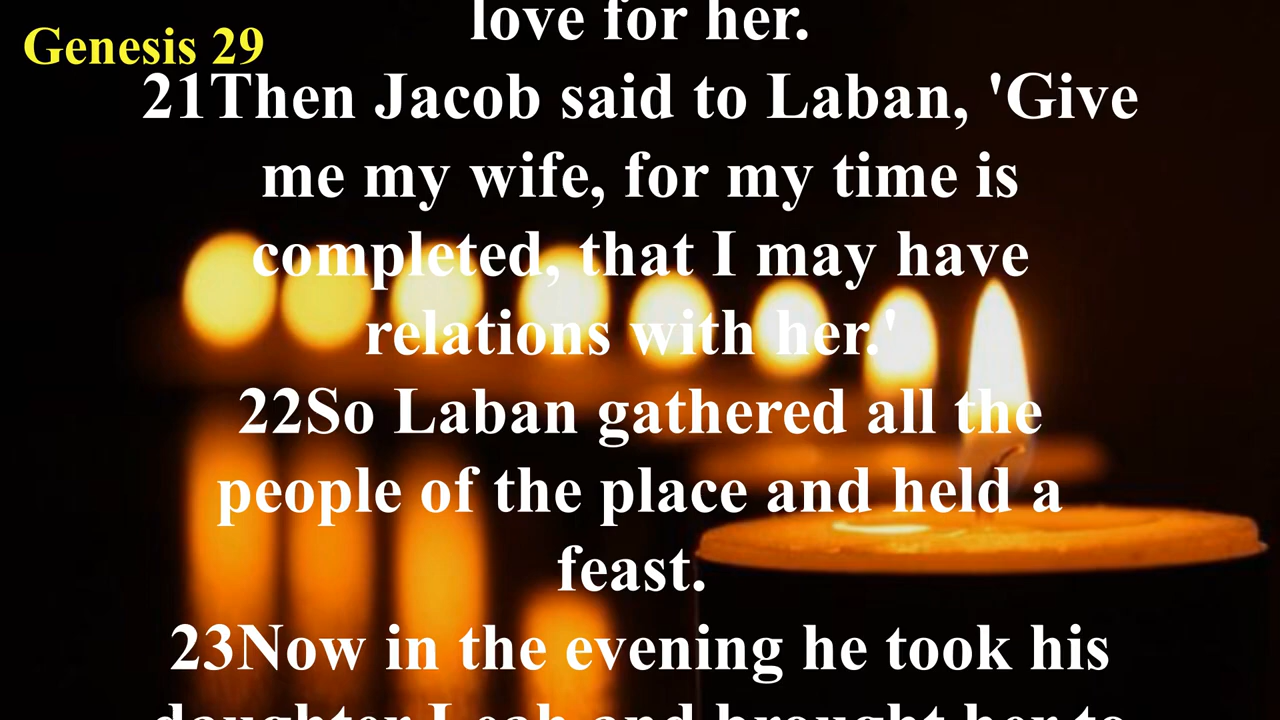 love for her.
Genesis 29
21Then Jacob said to Laban, 'Give
me my wife, for my time is
completed, that I may have
relations with her.'
22So Laban gathered all the
people of the place and held a
feast.
23Now in the evening he took his
daughter Leah and brought her to